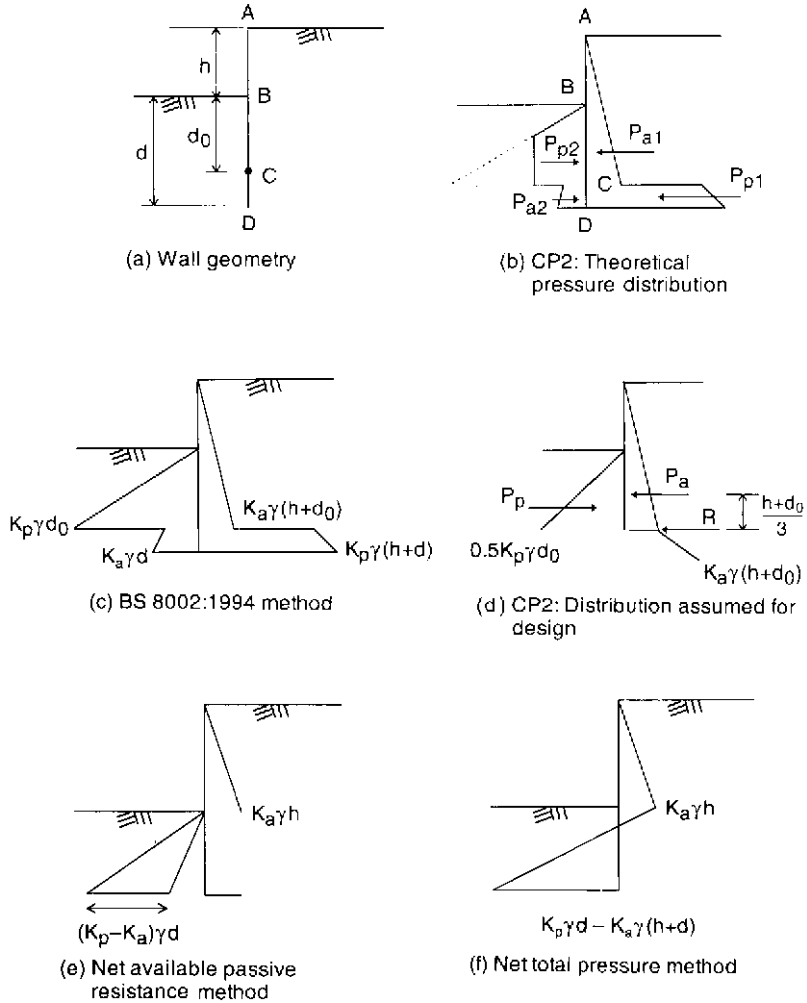 A
h
B
d
d₀
C
D
(a) Wall geometry
A
B
Pa1
Pp2
C
Pp1
Pa2
D
(b) CP2: Theoretical
pressure distribution
Kaγ(h+d₀)
Kpγd₀
Kaγd
Kpγ(h+d)
(c) BS 8002:1994 method
Pa
Pp
R
h+d₀
3
0.5Kpγd₀
Kaγ(h+d₀)
(d) CP2: Distribution assumed for
design
Kaγh
(Kp–Ka)γd
(e) Net available passive
resistance method
Kaγh
Kpγd – Kaγ(h+d)
(f) Net total pressure method